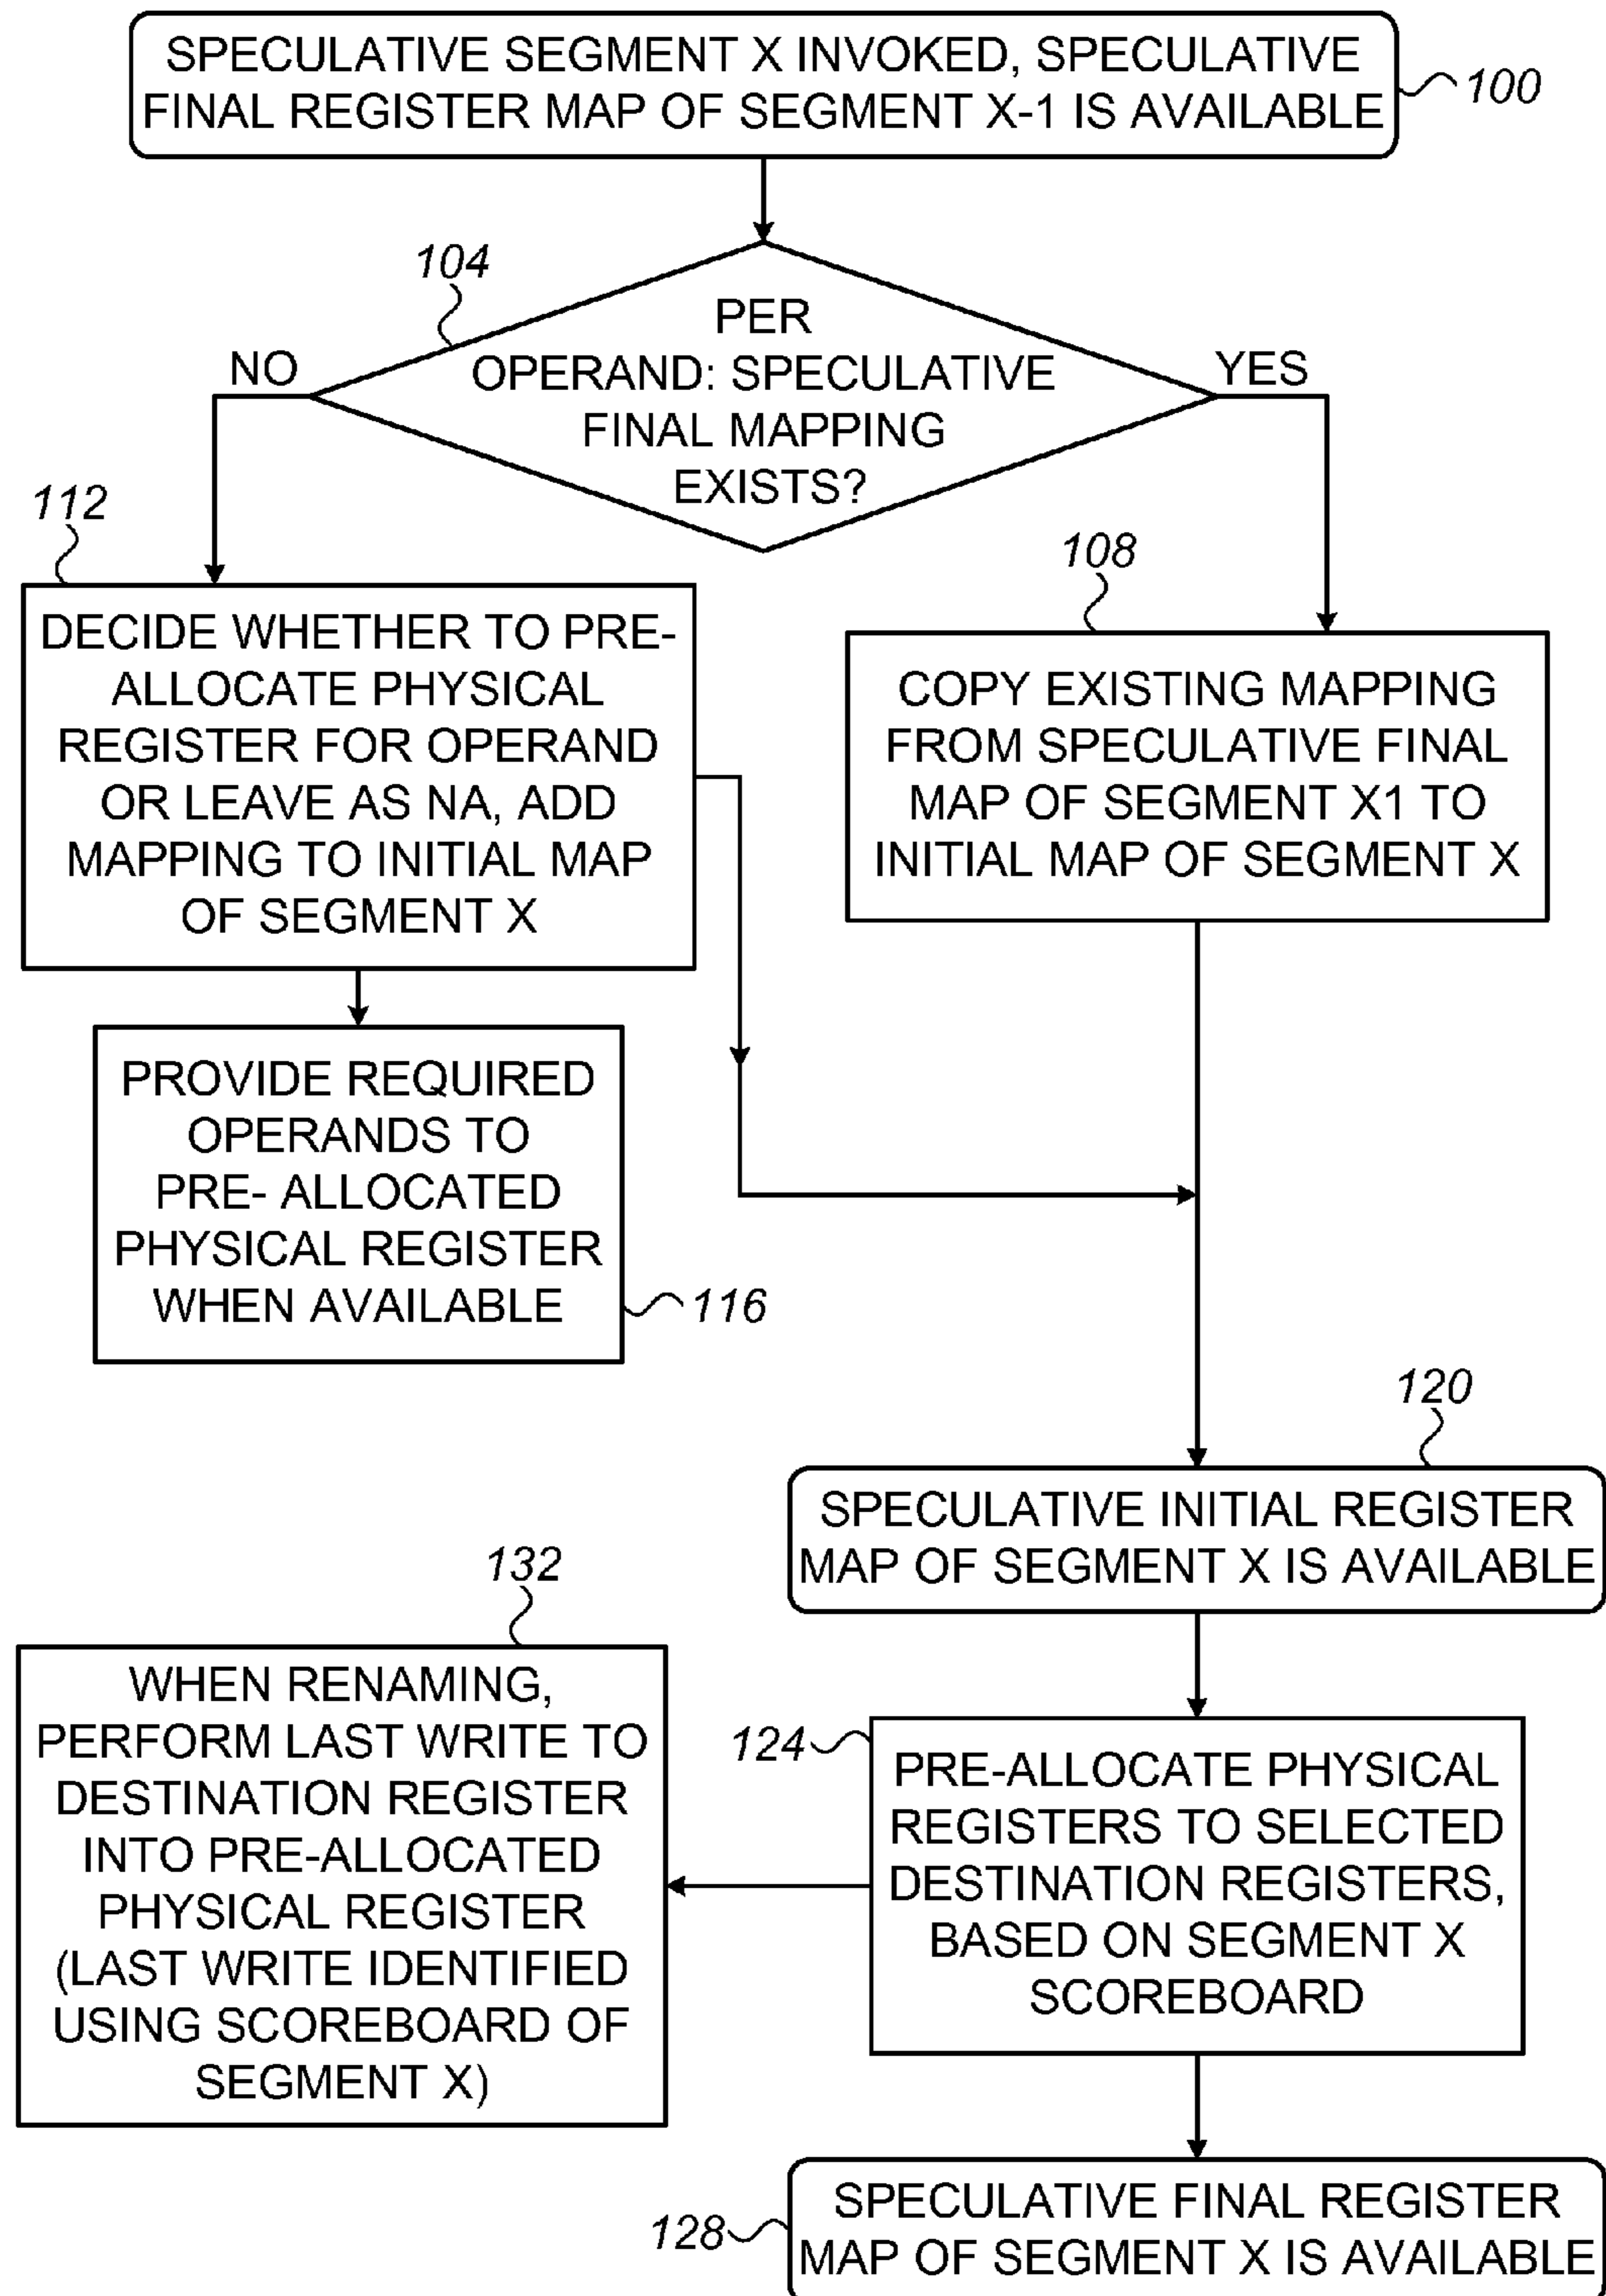 SPECULATIVE SEGMENT X INVOKED, SPECULATIVE
FINAL REGISTER MAP OF SEGMENT X-1 IS AVAILABLE
100
104
PER
OPERAND: SPECULATIVE
FINAL MAPPING
EXISTS?
NO
YES
112
DECIDE WHETHER TO PRE-
ALLOCATE PHYSICAL
REGISTER FOR OPERAND
OR LEAVE AS NA, ADD
MAPPING TO INITIAL MAP
OF SEGMENT X
108
COPY EXISTING MAPPING
FROM SPECULATIVE FINAL
MAP OF SEGMENT X1 TO
INITIAL MAP OF SEGMENT X
PROVIDE REQUIRED
OPERANDS TO
PRE- ALLOCATED
PHYSICAL REGISTER
WHEN AVAILABLE
116
120
SPECULATIVE INITIAL REGISTER
MAP OF SEGMENT X IS AVAILABLE
132
WHEN RENAMING,
PERFORM LAST WRITE TO
DESTINATION REGISTER
INTO PRE-ALLOCATED
PHYSICAL REGISTER
(LAST WRITE IDENTIFIED
USING SCOREBOARD OF
SEGMENT X)
124
PRE-ALLOCATE PHYSICAL
REGISTERS TO SELECTED
DESTINATION REGISTERS,
BASED ON SEGMENT X
SCOREBOARD
128
SPECULATIVE FINAL REGISTER
MAP OF SEGMENT X IS AVAILABLE